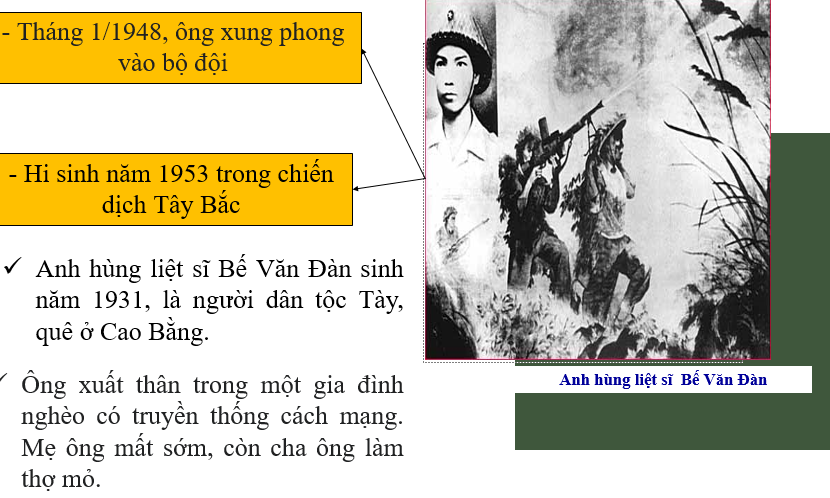 - Tháng 1/1948, ông xung phong
vào bộ đội
- Hi sinh năm 1953 trong chiến
dịch Tây Bắc
✓ Anh hùng liệt sĩ Bế Văn Đàn sinh
năm 1931, là người dân tộc Tày,
quê ở Cao Bằng.
✓ Ông xuất thân trong một gia đình
nghèo có truyền thống cách mạng.
Mẹ ông mất sớm, còn cha ông làm
thợ mỏ.
Anh hùng liệt sĩ Bế Văn Đàn